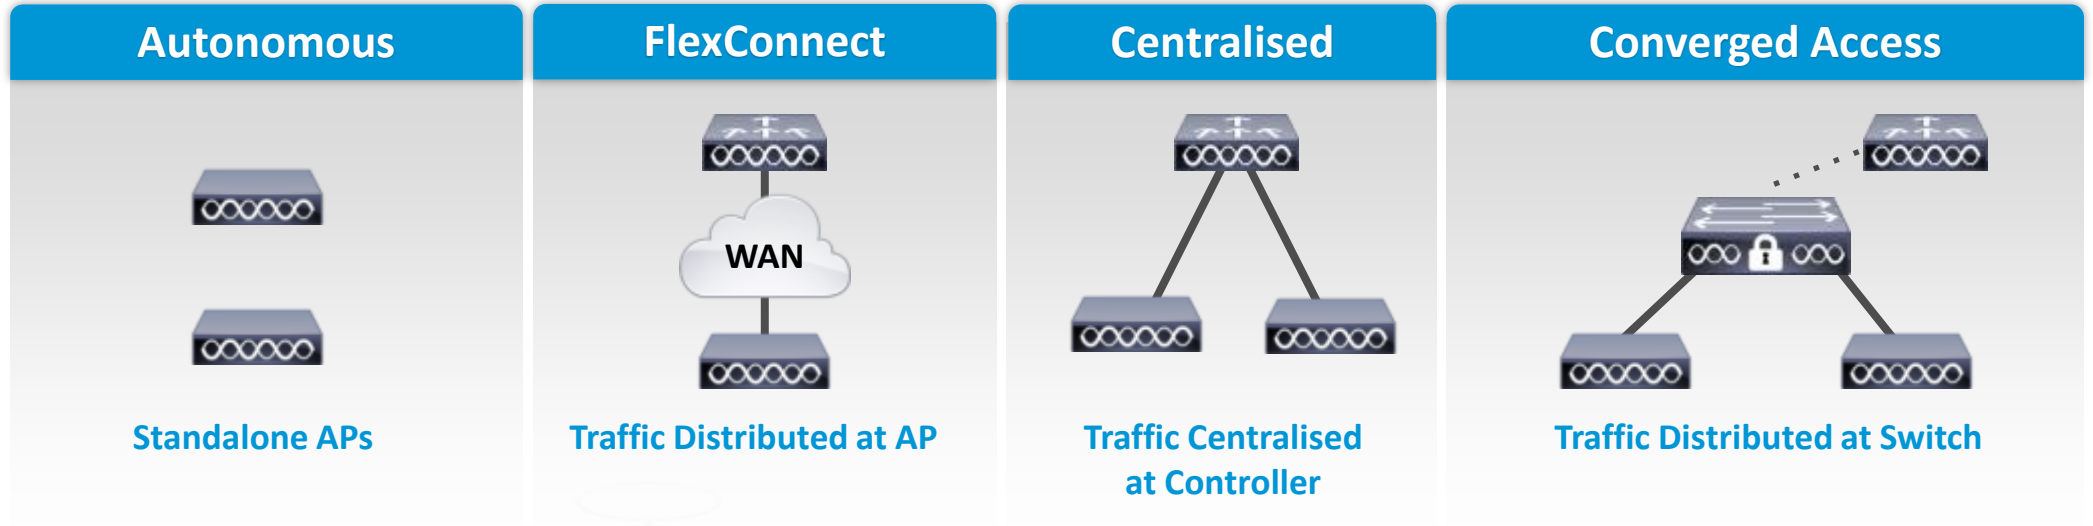 Autonomous
FlexConnect
Centralised
Converged Access
WAN
Standalone APs
Traffic Distributed at AP
Traffic Centralised
at Controller
Traffic Distributed at Switch